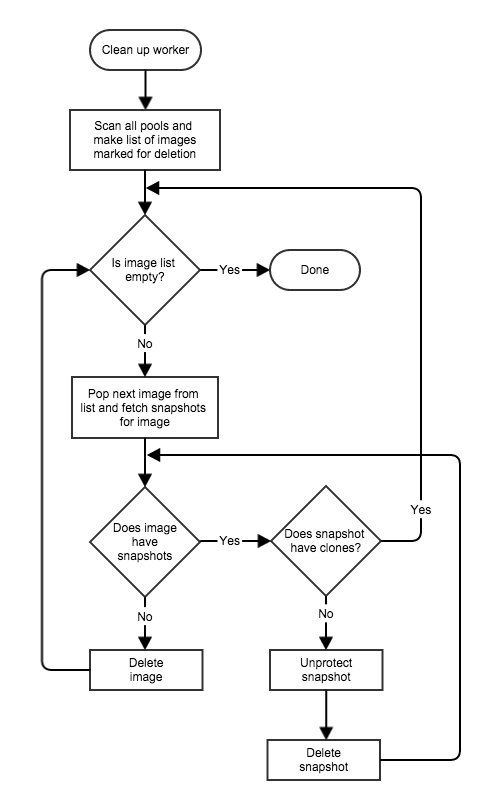 Clean up worker
Scan all pools and
make list of images
marked for deletion
Is image list
empty?
Yes
Done
No
Pop next image from
list and fetch snapshots
for image
Does image
have
snapshots
Yes
Does snapshot
have clones?
Yes
No
No
Delete
image
Unprotect
snapshot
Delete
snapshot